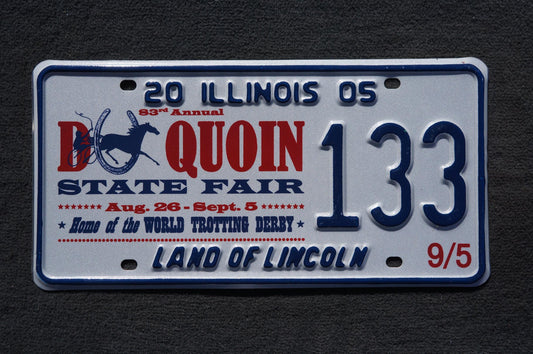 20 ILLINOIS 05
83rd Annual
DU QUOIN
STATE FAIR
Aug. 26 - Sept. 5
Home of the WORLD TROTTING DERBY
133
LAND OF LINCOLN
9/5